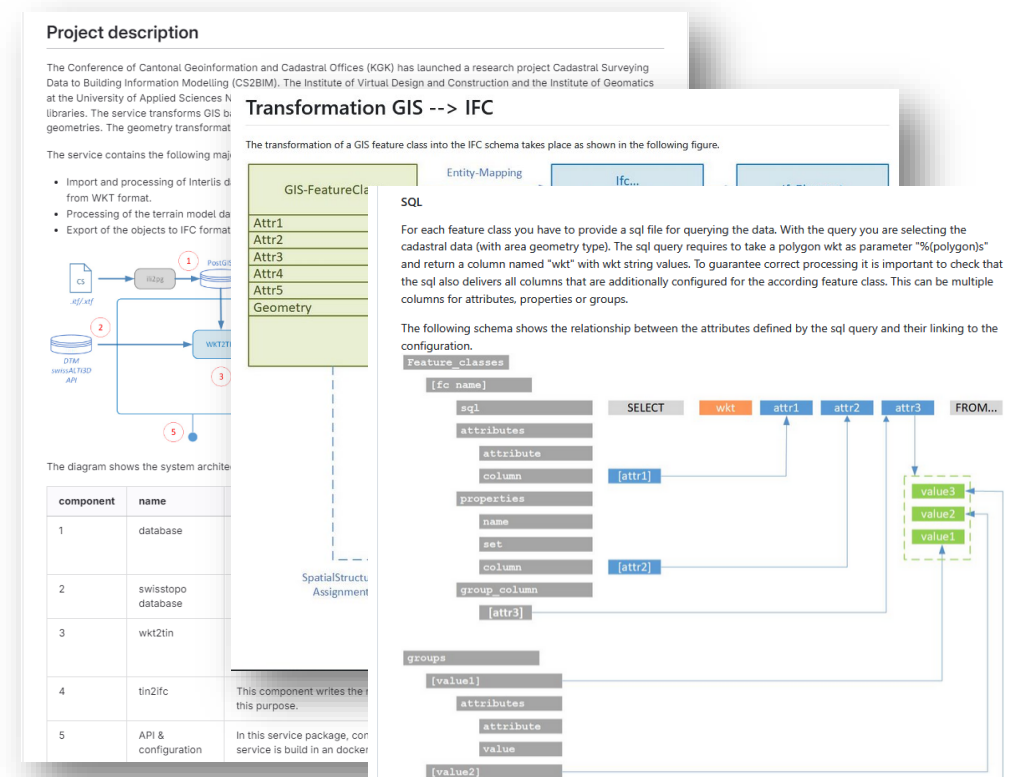 Project description
The Conference of Cantonal Geoinformation and Cadastral Offices (KGK) has launched a research project Cadastral Surveying
Data to Building Information Modelling (CS2BIM). The Institute of Virtual Design and Construction and the Institute of Geomatics
at the University of Applied Sciences N
libraries. The service transforms GIS ba
geometries. The geometry transformat
The service contains the following maj
• Import and processing of Interlis d
from WKT format.
• Processing of the terrain model da
• Export of the objects to IFC format
1
PostGIS
CS
ili2pg
.itf/.xtf
2
WKT2TI
DTM
swissALTI3D
API
3
5
The diagram shows the system archite
component name
1 database
2 swisstopo
database
3 wkt2tin
4 tin2ifc This component writes the
this purpose.
5 API &
configuration
In this service package, con
service is build in an docker
Transformation GIS --> IFC
The transformation of a GIS feature class into the IFC schema takes place as shown in the following figure.
Entity-Mapping
GIS-FeatureCla
Ifc...
Attr1
Attr2
Attr3
Attr4
Attr5
Geometry
SpatialStructu
Assignment
SQL
For each feature class you have to provide a sql file for querying the data. With the query you are selecting the
cadastral data (with area geometry type). The sql query requires to take a polygon wkt as parameter "%(polygon)s"
and return a column named "wkt" with wkt string values. To guarantee correct processing it is important to check that
the sql also delivers all columns that are additionally configured for the according feature class. This can be multiple
columns for attributes, properties or groups.
The following schema shows the relationship between the attributes defined by the sql query and their linking to the
configuration.
Feature_classes
[fc name]
sql SELECT wkt attr1 attr2 attr3 FROM...
attributes
attribute
column [attr1]
properties
name
set
column [attr2]
group_column
[attr3]
value3
value2
value1
groups
[value1]
attributes
attribute
value
[value2]